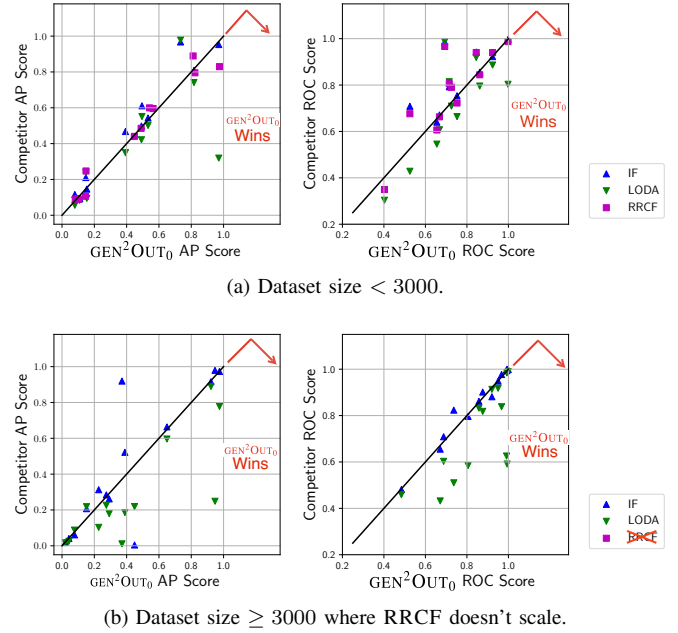 1.0
0.8
0.6
0.4
0.2
0.0
Competitor AP Score
0.0 0.2 0.4 0.6 0.8 1.0
GEN²OUT₀ AP Score
GEN²OUT₀
Wins
1.0
0.8
0.6
0.4
0.2
Competitor ROC Score
0.2 0.4 0.6 0.8 1.0
GEN²OUT₀ ROC Score
GEN²OUT₀
Wins
IF
LODA
RRCF
(a) Dataset size < 3000.
1.0
0.8
0.6
0.4
0.2
0.0
Competitor AP Score
0.0 0.2 0.4 0.6 0.8 1.0
GEN²OUT₀ AP Score
GEN²OUT₀
Wins
1.0
0.8
0.6
0.4
0.2
Competitor ROC Score
0.2 0.4 0.6 0.8 1.0
GEN²OUT₀ ROC Score
GEN²OUT₀
Wins
IF
LODA
RRCF
(b) Dataset size ≥ 3000 where RRCF doesn't scale.